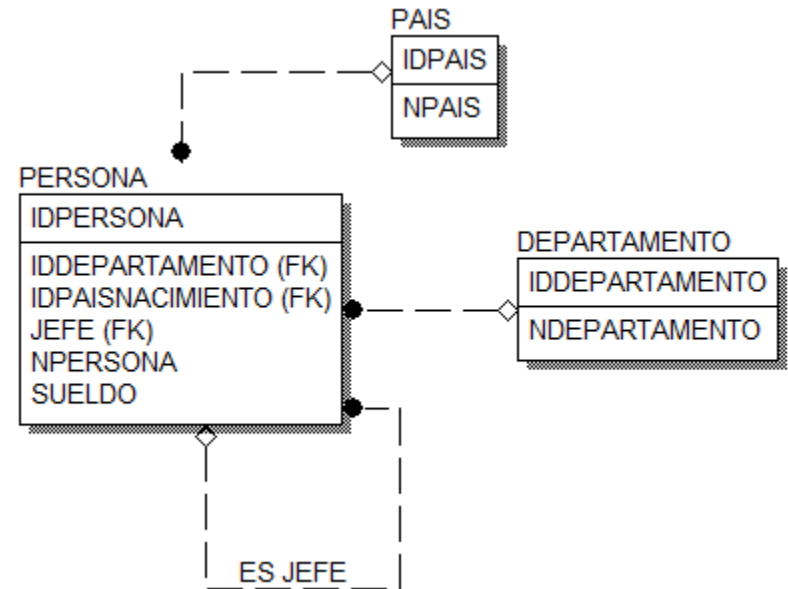 PAIS
IDPAIS
NPAIS
PERSONA
IDPERSONA
IDDEPARTAMENTO (FK)
IDPAISNACIMIENTO (FK)
JEFE (FK)
NPERSONA
SUELDO
DEPARTAMENTO
IDDEPARTAMENTO
NDEPARTAMENTO
ES JEFE